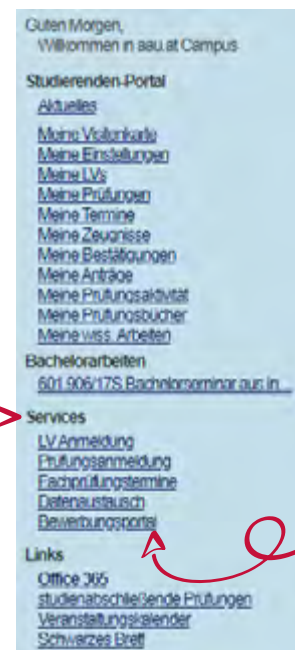 Guten Morgen,
Willkommen in aau.at Campus
Studierenden-Portal
Aktuelles
Meine Visitenkarte
Meine Einstellungen
Meine LVs
Meine Prüfungen
Meine Termine
Meine Zeugnisse
Meine Bestätigungen
Meine Anträge
Meine Prüfungsaktivität
Meine Prüfungsbücher
Meine wiss. Arbeiten
Bachelorarbeiten
601.906/17S Bachelorseminar aus in...
Services
LV Anmeldung
Prüfungsanmeldung
Fachprüfungstermine
Datenaustausch
Bewerbungsportal
Links
Office 365
studienabschließende Prüfungen
Veranstaltungskalender
Schwarzes Brett